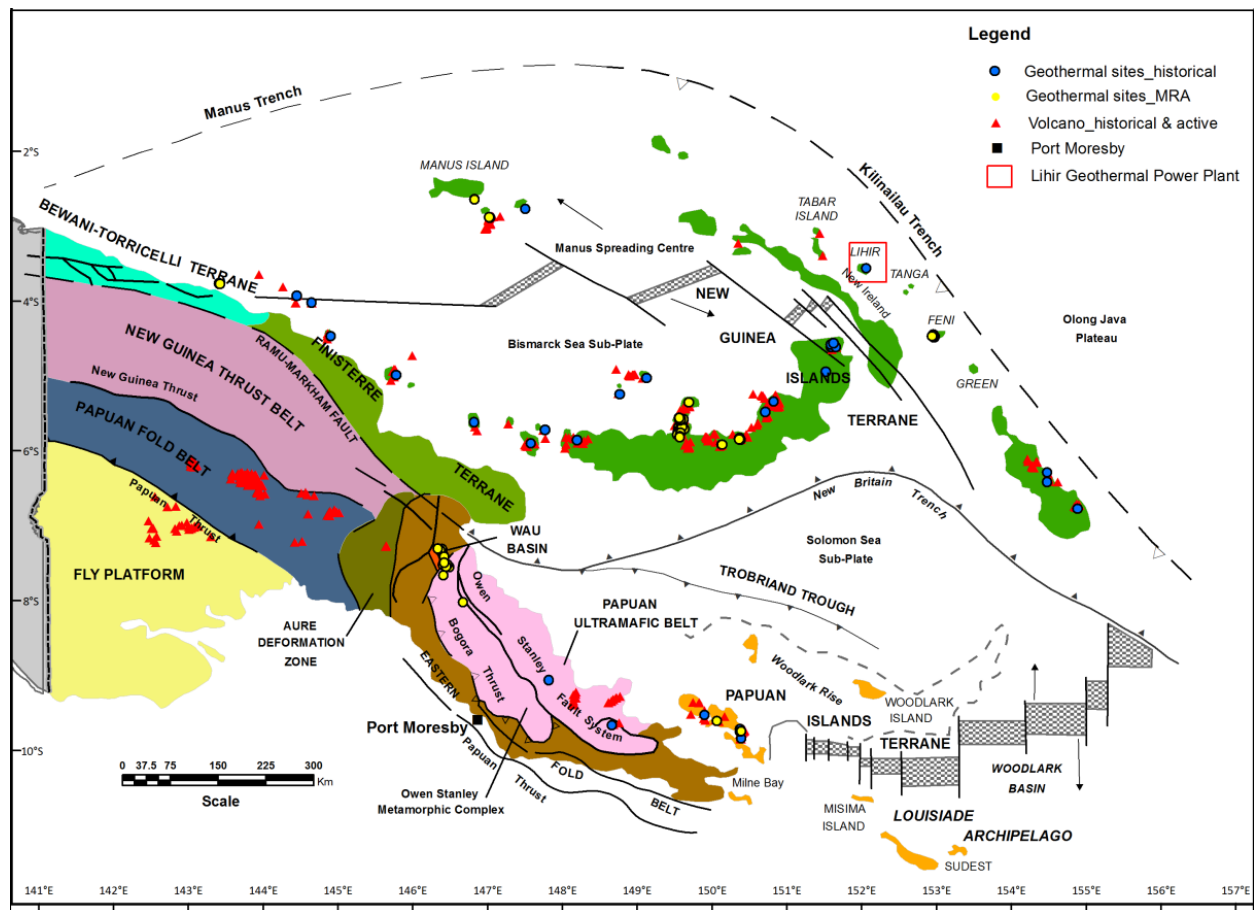 Legend
Geothermal sites_historical
Geothermal sites_MRA
Volcano_historical & active
Port Moresby
Lihir Geothermal Power Plant
Manus Trench
2°S
MANUS ISLAND
Kilinailau Trench
TABAR
ISLAND
BEWANI-TORRICELLI TERRANE
Manus Spreading Centre
LIHIR
TANGA
New Ireland
NEW
4°S
FENI
Olong Java
Plateau
NEW GUINEA THRUST BELT
RAMU-MARKHAM FAULT
FINISTERRE
Bismarck Sea Sub-Plate
GUINEA
ISLANDS
GREEN
New Guinea Thrust
TERRANE
PAPUAN FOLD BELT
6°S
TERRANE
New Britain Trench
Papuan Thrust
WAU
BASIN
Solomon Sea
Sub-Plate
FLY PLATFORM
TROBRIAND TROUGH
8°S
Owen Stanley Fault System
PAPUAN
ULTRAMAFIC BELT
AURE
DEFORMATION
ZONE
Bogora Thrust
EASTERN
Woodlark Rise
PAPUAN
WOODLARK
ISLAND
ISLANDS
Port Moresby
TERRANE
10°S
Papuan Thrust
FOLD BELT
WOODLARK
BASIN
0 37.5 75 150 225 300
Km
Scale
Owen Stanley
Metamorphic Complex
Milne Bay
MISIMA
ISLAND
LOUISIADE
ARCHIPELAGO
SUDEST
141°E 142°E 143°E 144°E 145°E 146°E 147°E 148°E 149°E 150°E 151°E 152°E 153°E 154°E 155°E 156°E 157°E